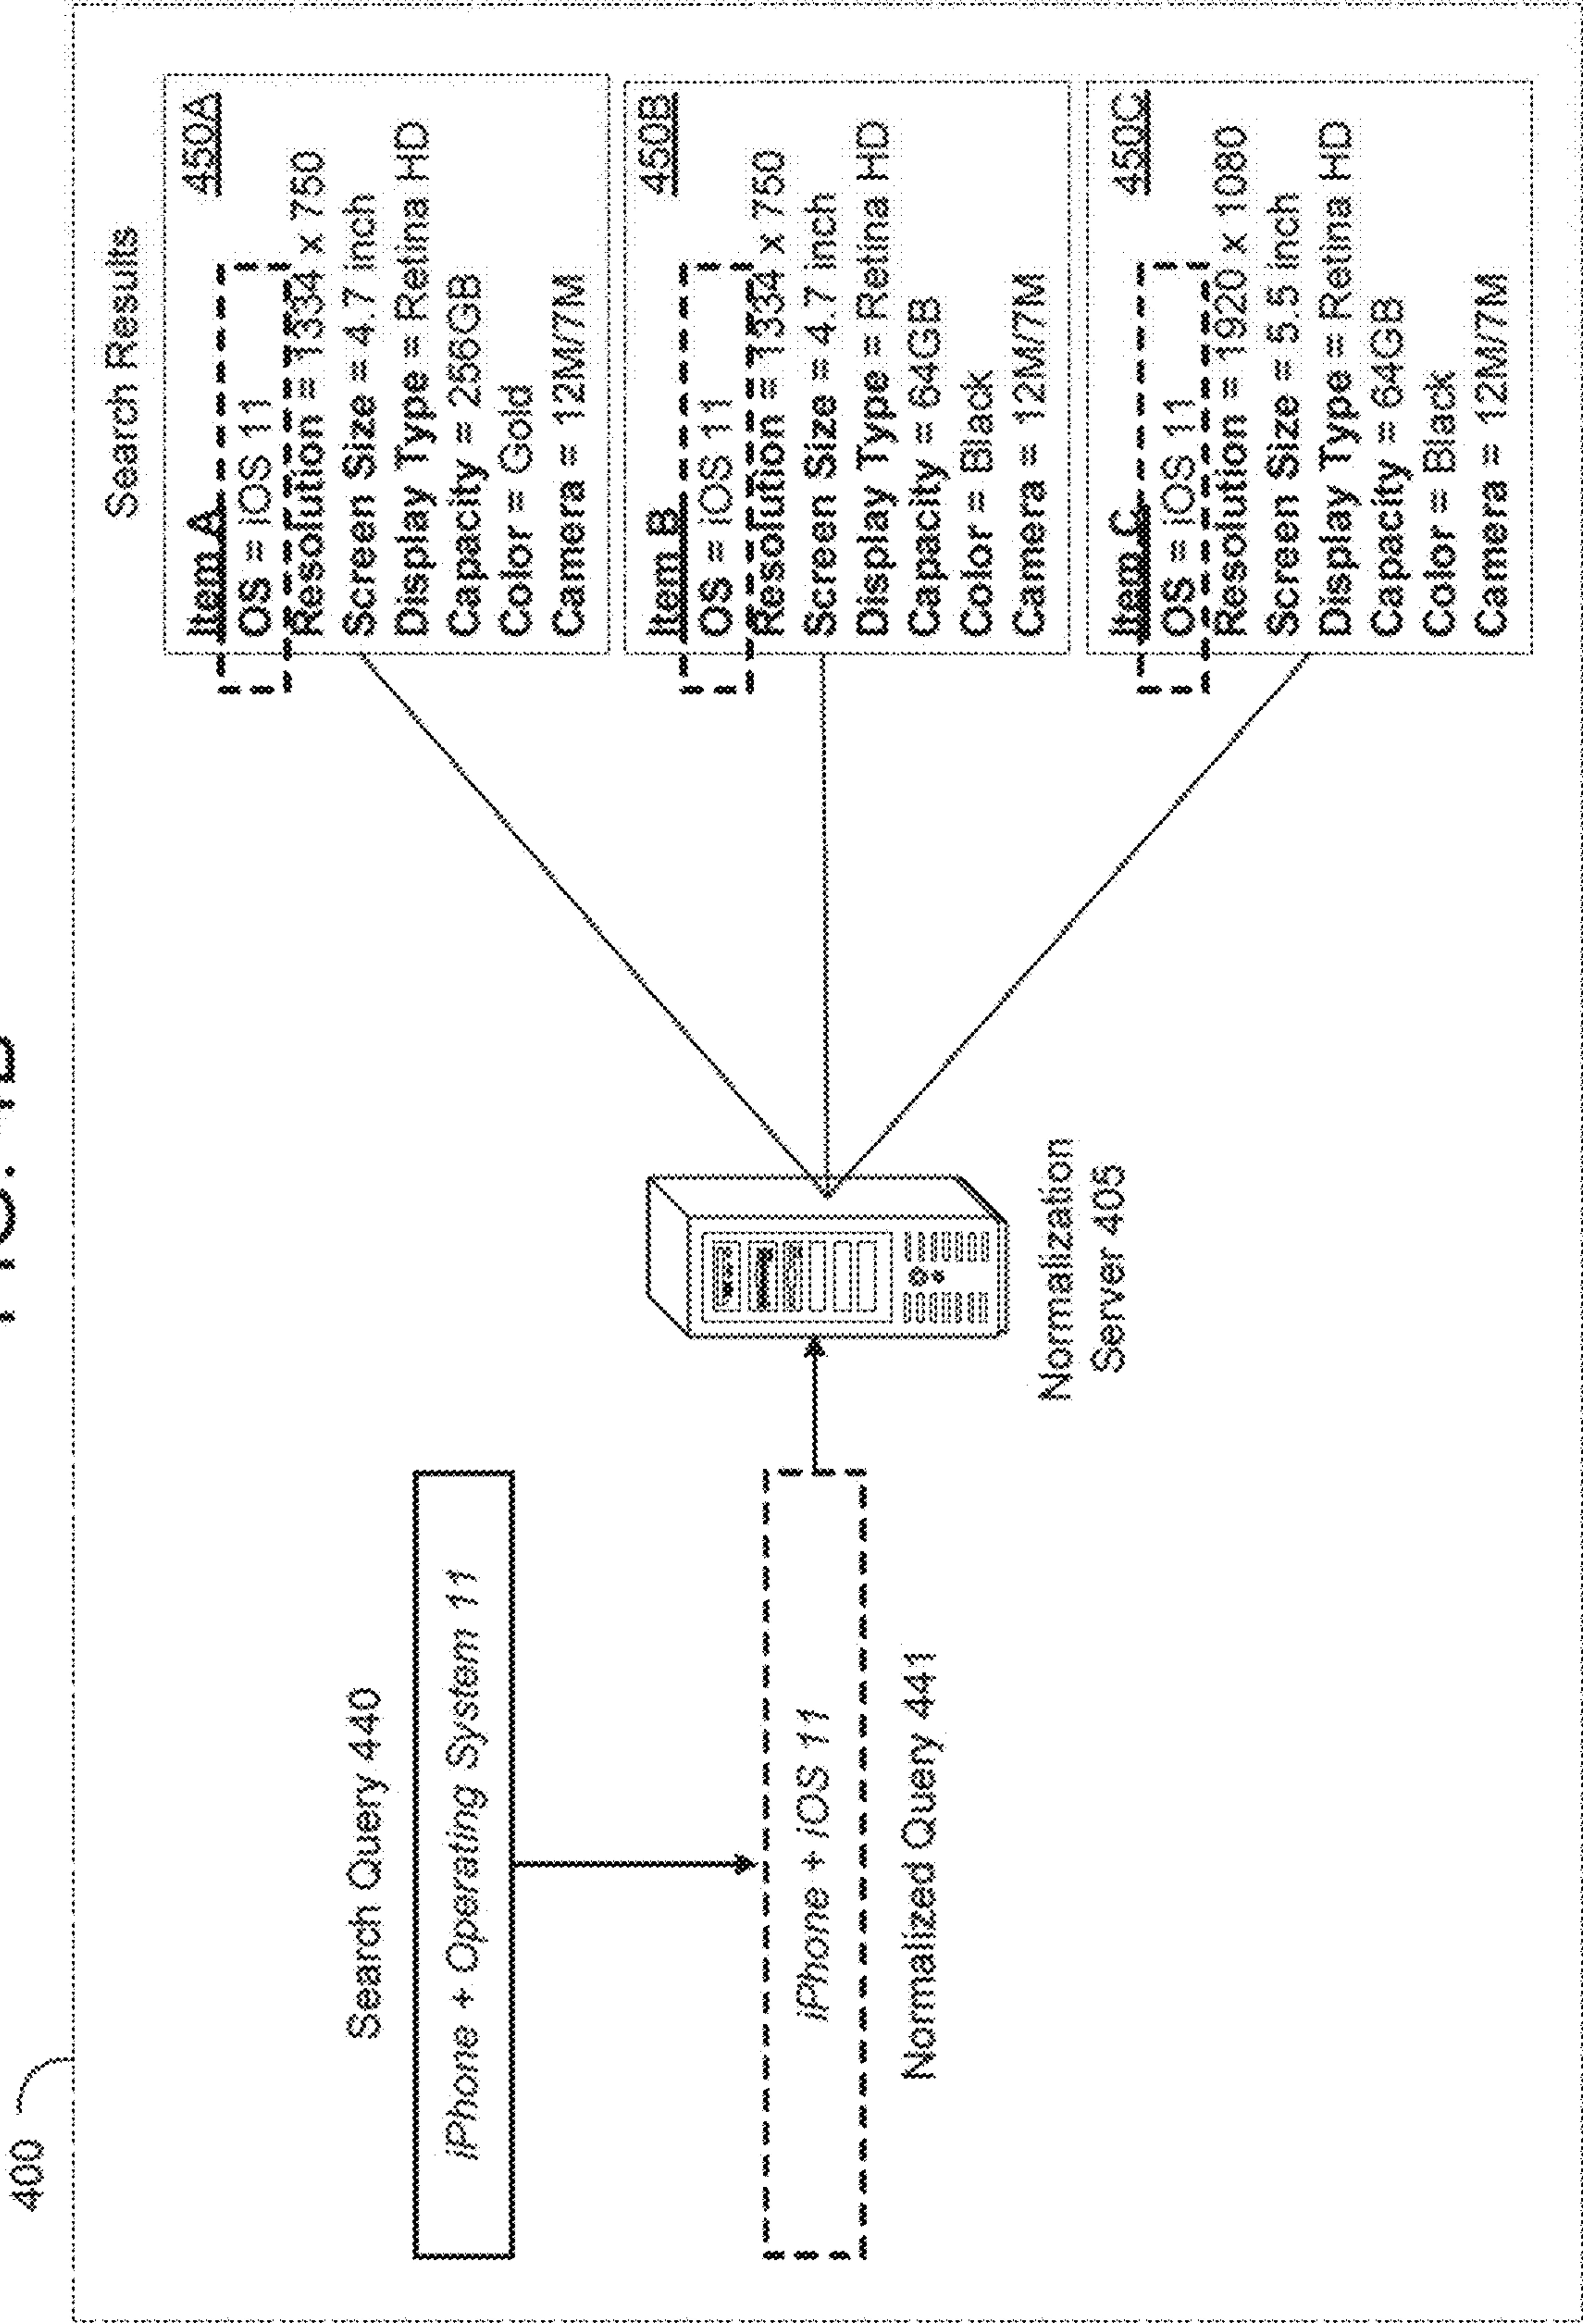 400
Search Query 440
iPhone + Operating System 11
iPhone + iOS 11
Normalized Query 441
Normalization
Server 405
Search Results
Item A 450A
OS = iOS 11
Resolution = 1334 x 750
Screen Size = 4.7 inch
Display Type = Retina HD
Capacity = 256GB
Color = Gold
Camera = 12M/7M
Item B 450B
OS = iOS 11
Resolution = 1334 x 750
Screen Size = 4.7 inch
Display Type = Retina HD
Capacity = 64GB
Color = Black
Camera = 12M/7M
Item C 450C
OS = iOS 11
Resolution = 1920 x 1080
Screen Size = 5.5 inch
Display Type = Retina HD
Capacity = 64GB
Color = Black
Camera = 12M/7M